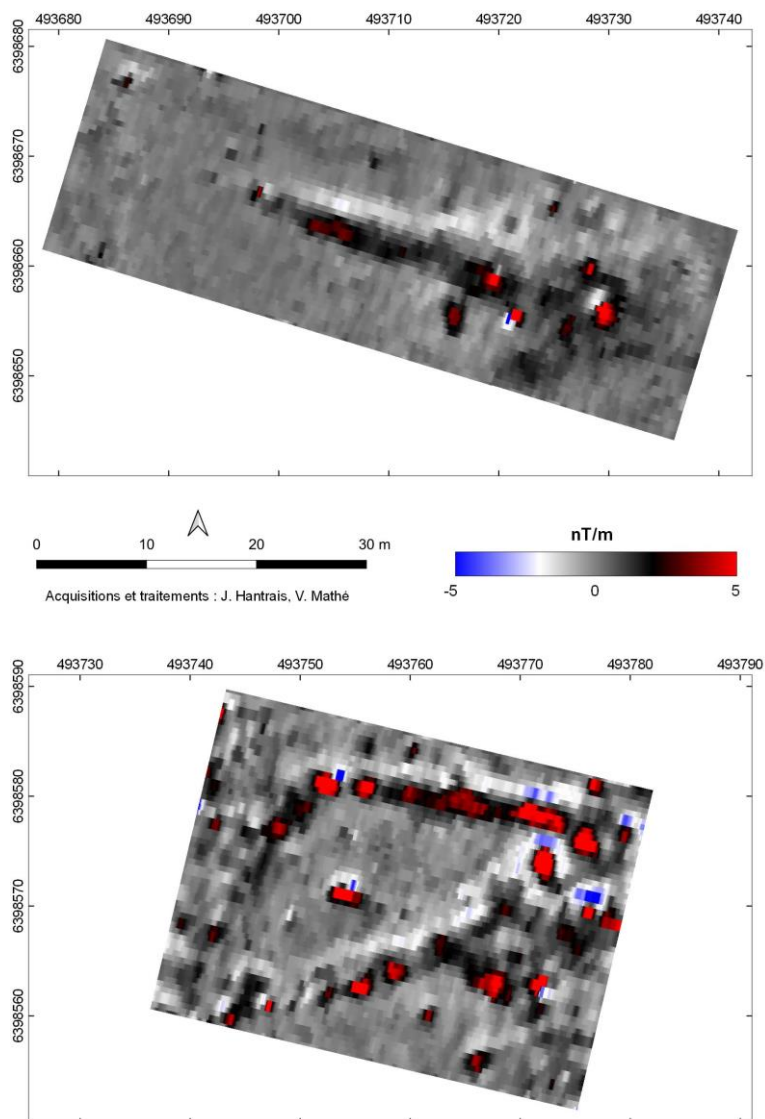 493680 493690 493700 493710 493720 493730 493740
6398680
6398670
6398660
6398650
0 10 20 30 m
Acquisitions et traitements : J. Hantrais, V. Mathé
nT/m
-5 0 5
493730 493740 493750 493760 493770 493780 493790
6398590
6398580
6398570
6398560